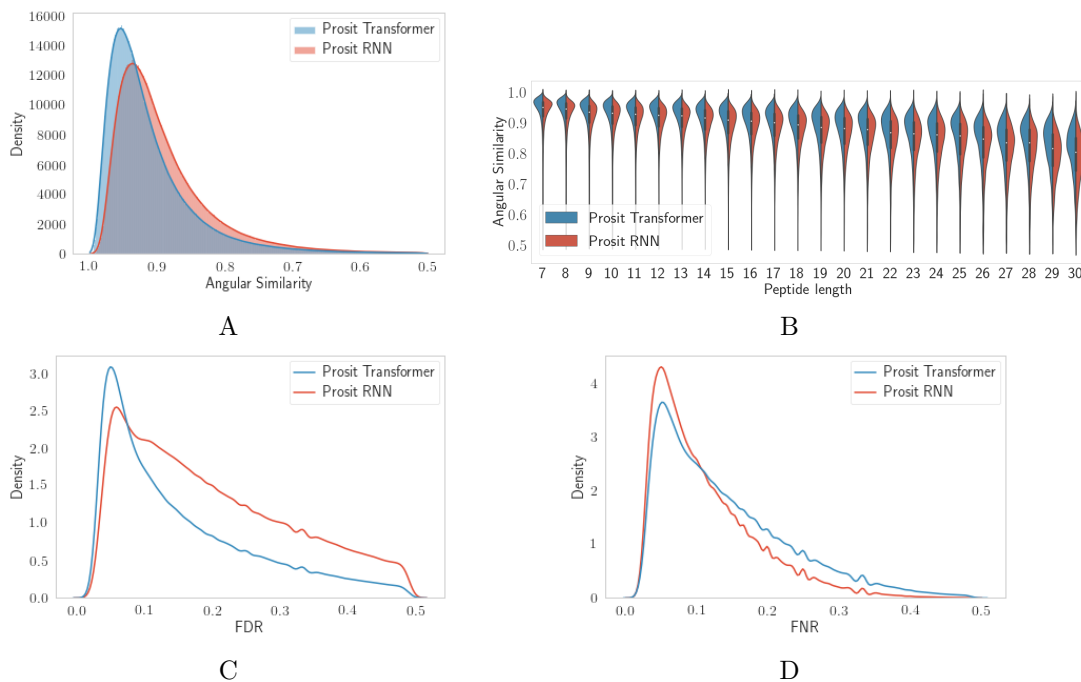 16000
14000
12000
10000
8000
6000
4000
2000
0
Density
1.0 0.9 0.8 0.7 0.6 0.5
Angular Similarity
Prosit Transformer
Prosit RNN
A
1.0
0.9
0.8
0.7
0.6
0.5
Angular Similarity
Prosit Transformer
Prosit RNN
7 8 9 10 11 12 13 14 15 16 17 18 19 20 21 22 23 24 25 26 27 28 29 30
Peptide length
B
3.0
2.5
2.0
1.5
1.0
0.5
0.0
Density
Prosit Transformer
Prosit RNN
0.0 0.1 0.2 0.3 0.4 0.5
FDR
C
4
3
2
1
0
Density
Prosit Transformer
Prosit RNN
0.0 0.1 0.2 0.3 0.4 0.5
FNR
D